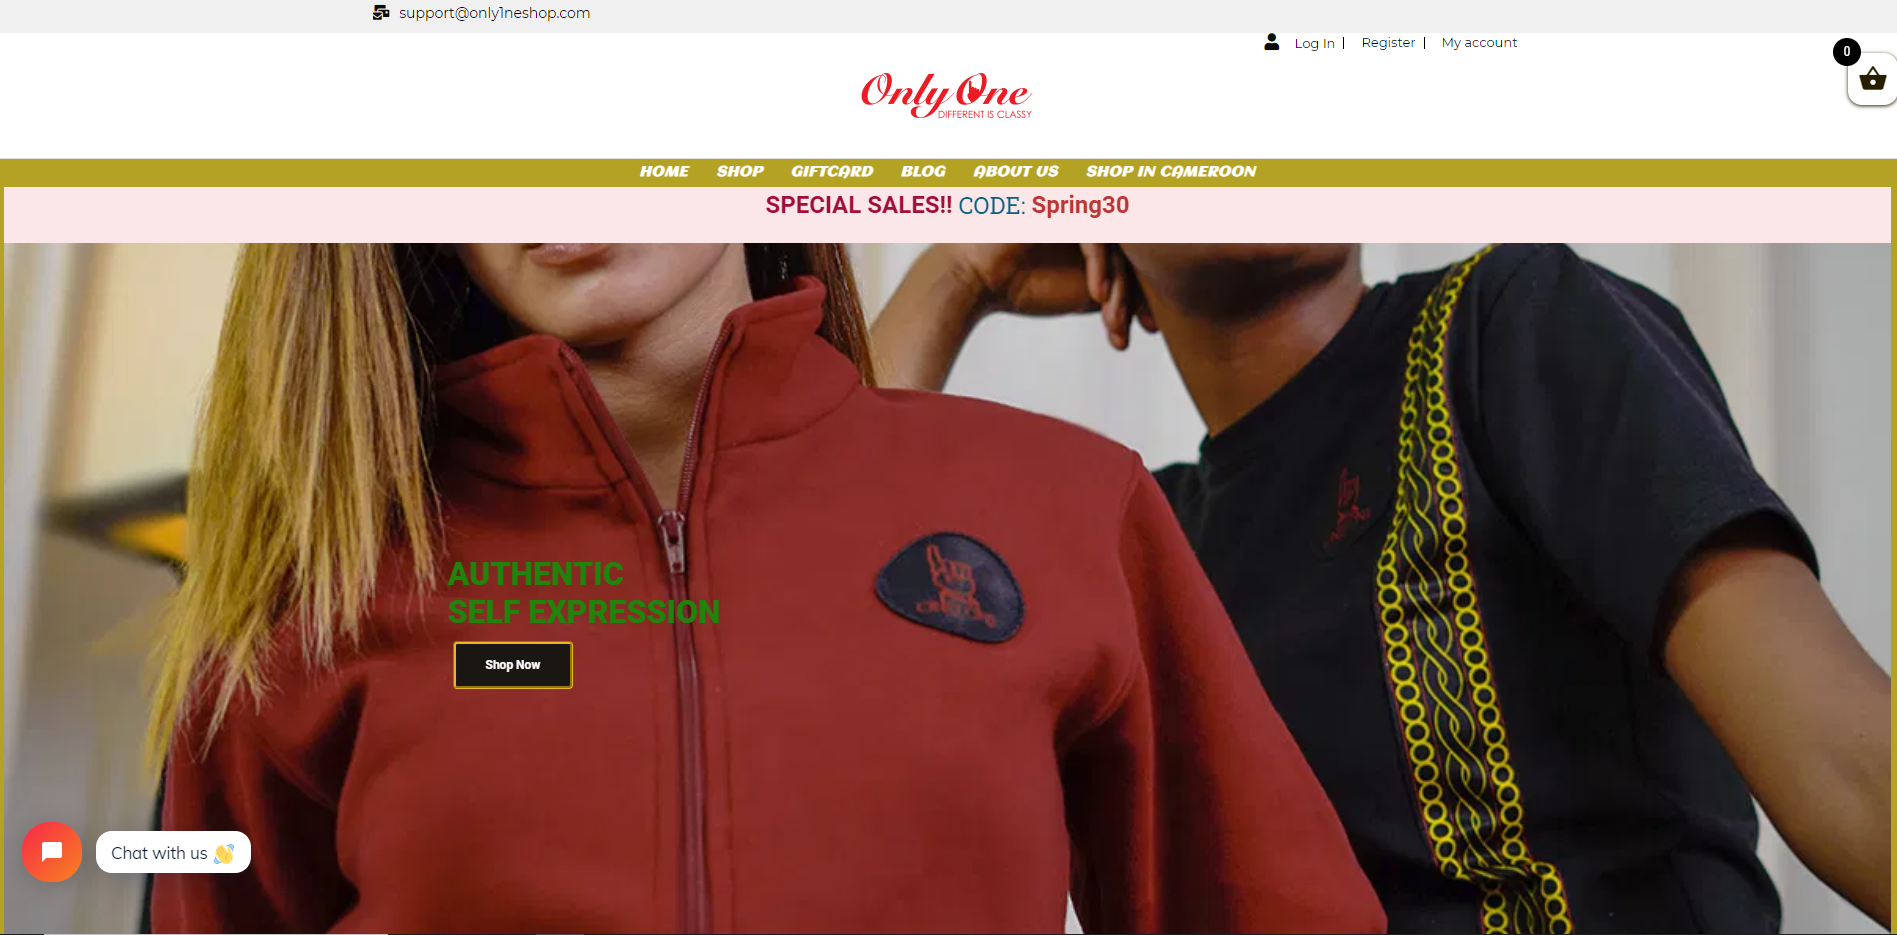 support@only1neshop.com
Log In | Register | My account
0
Only One
DIFFERENT IS CLASSY
HOME SHOP GIFTCARD BLOG ABOUT US SHOP IN CAMEROON
SPECIAL SALES!! CODE: Spring30
AUTHENTIC
SELF EXPRESSION
Shop Now
Chat with us 👋